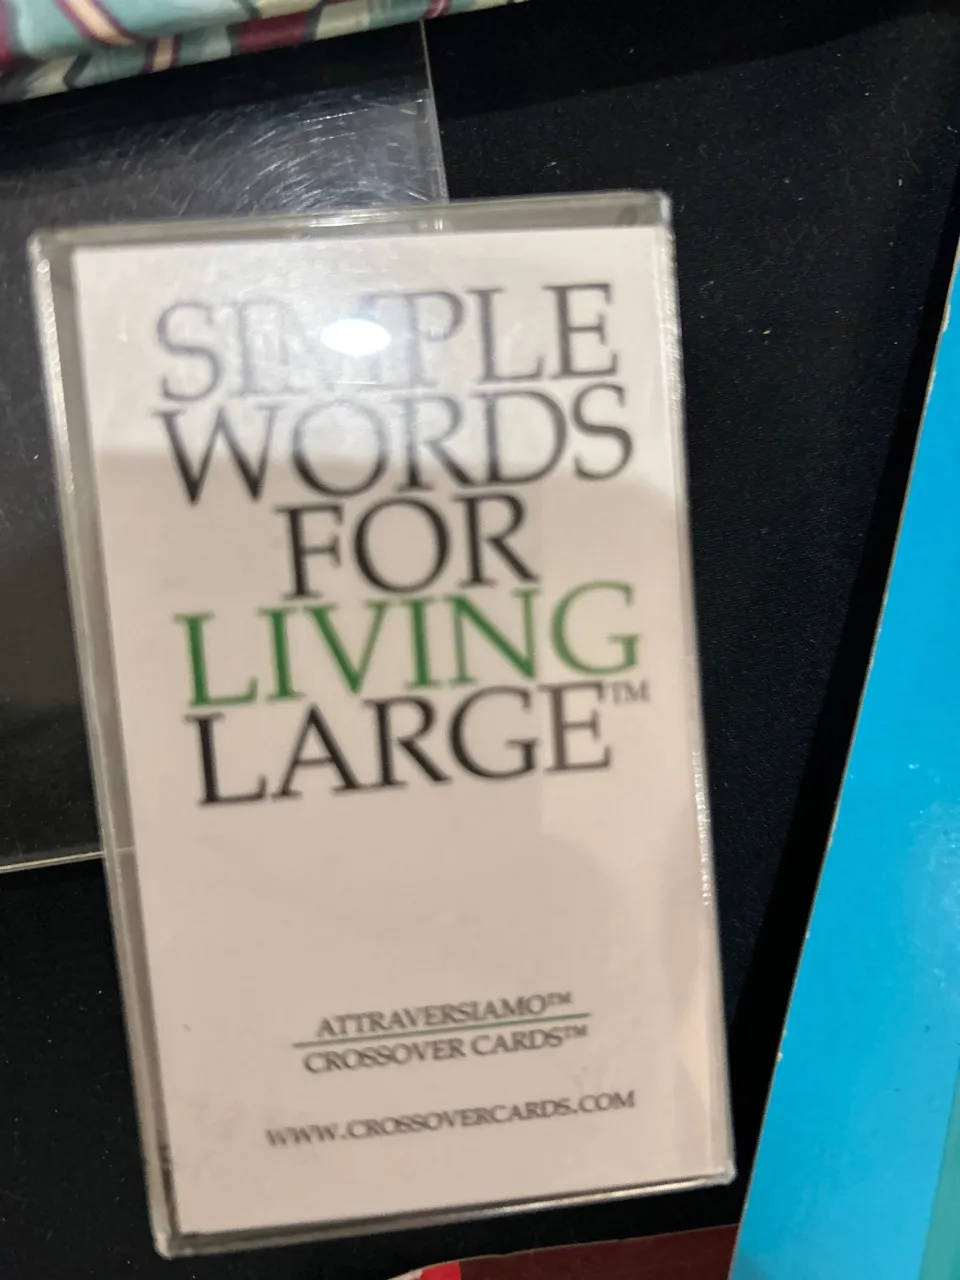 SIMPLE
WORDS
FOR
LIVING
LARGE™
ATTRAVERSIAMO™
CROSSOVER CARDS™
WWW.CROSSOVERCARDS.COM